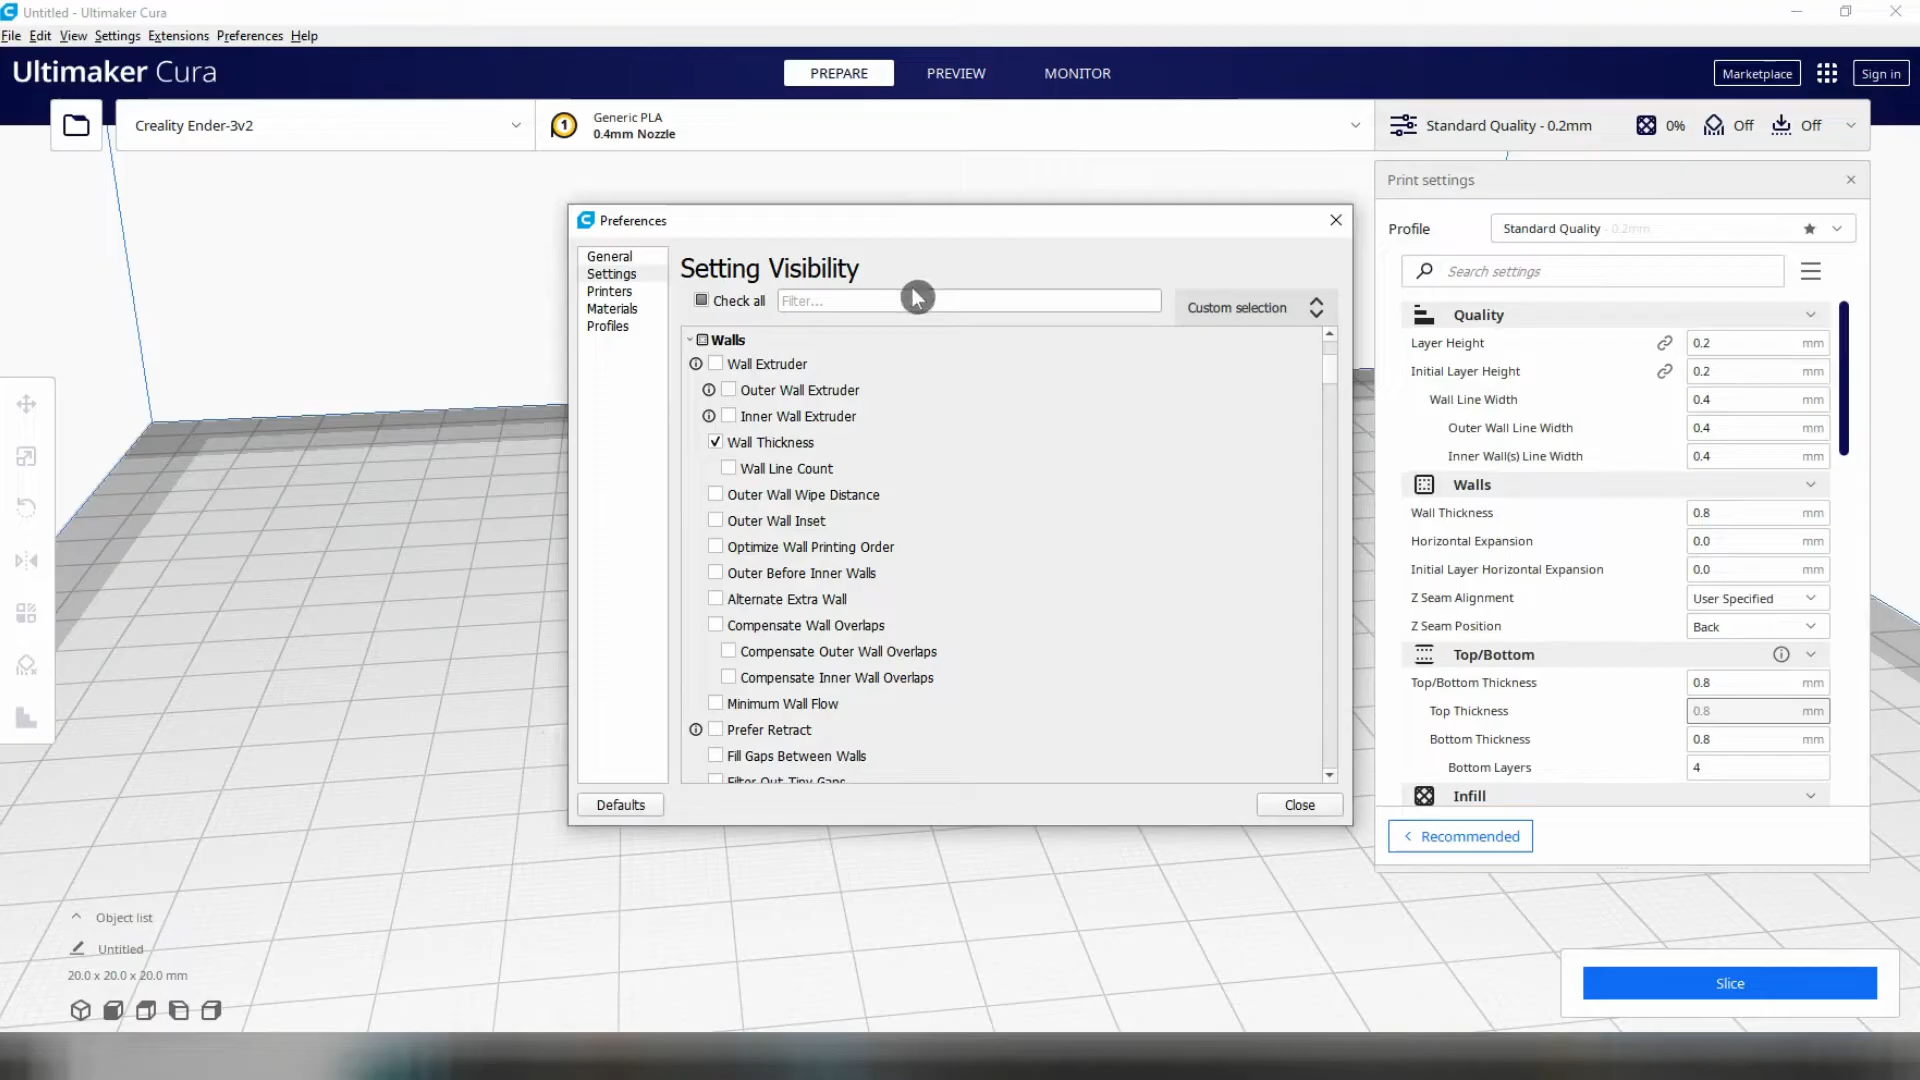 Untitled - Ultimaker Cura
File Edit View Settings Extensions Preferences Help
Ultimaker Cura
PREPARE PREVIEW MONITOR
Marketplace Sign in
Creality Ender-3v2
1 Generic PLA
0.4mm Nozzle
Standard Quality - 0.2mm 0% Off Off
Preferences
General
Settings
Printers
Materials
Profiles
Setting Visibility
Check all Filter... Custom selection
Walls
Wall Extruder
Outer Wall Extruder
Inner Wall Extruder
Wall Thickness
Wall Line Count
Outer Wall Wipe Distance
Outer Wall Inset
Optimize Wall Printing Order
Outer Before Inner Walls
Alternate Extra Wall
Compensate Wall Overlaps
Compensate Outer Wall Overlaps
Compensate Inner Wall Overlaps
Minimum Wall Flow
Prefer Retract
Fill Gaps Between Walls
Filter Out Tiny Gaps
Defaults Close
Print settings
Profile Standard Quality - 0.2mm
Search settings
Quality
Layer Height 0.2 mm
Initial Layer Height 0.2 mm
Wall Line Width 0.4 mm
Outer Wall Line Width 0.4 mm
Inner Wall(s) Line Width 0.4 mm
Walls
Wall Thickness 0.8 mm
Horizontal Expansion 0.0 mm
Initial Layer Horizontal Expansion 0.0 mm
Z Seam Alignment User Specified
Z Seam Position Back
Top/Bottom
Top/Bottom Thickness 0.8 mm
Top Thickness 0.8 mm
Bottom Thickness 0.8 mm
Bottom Layers 4
Infill
Recommended
Object list
Untitled
20.0 x 20.0 x 20.0 mm
Slice